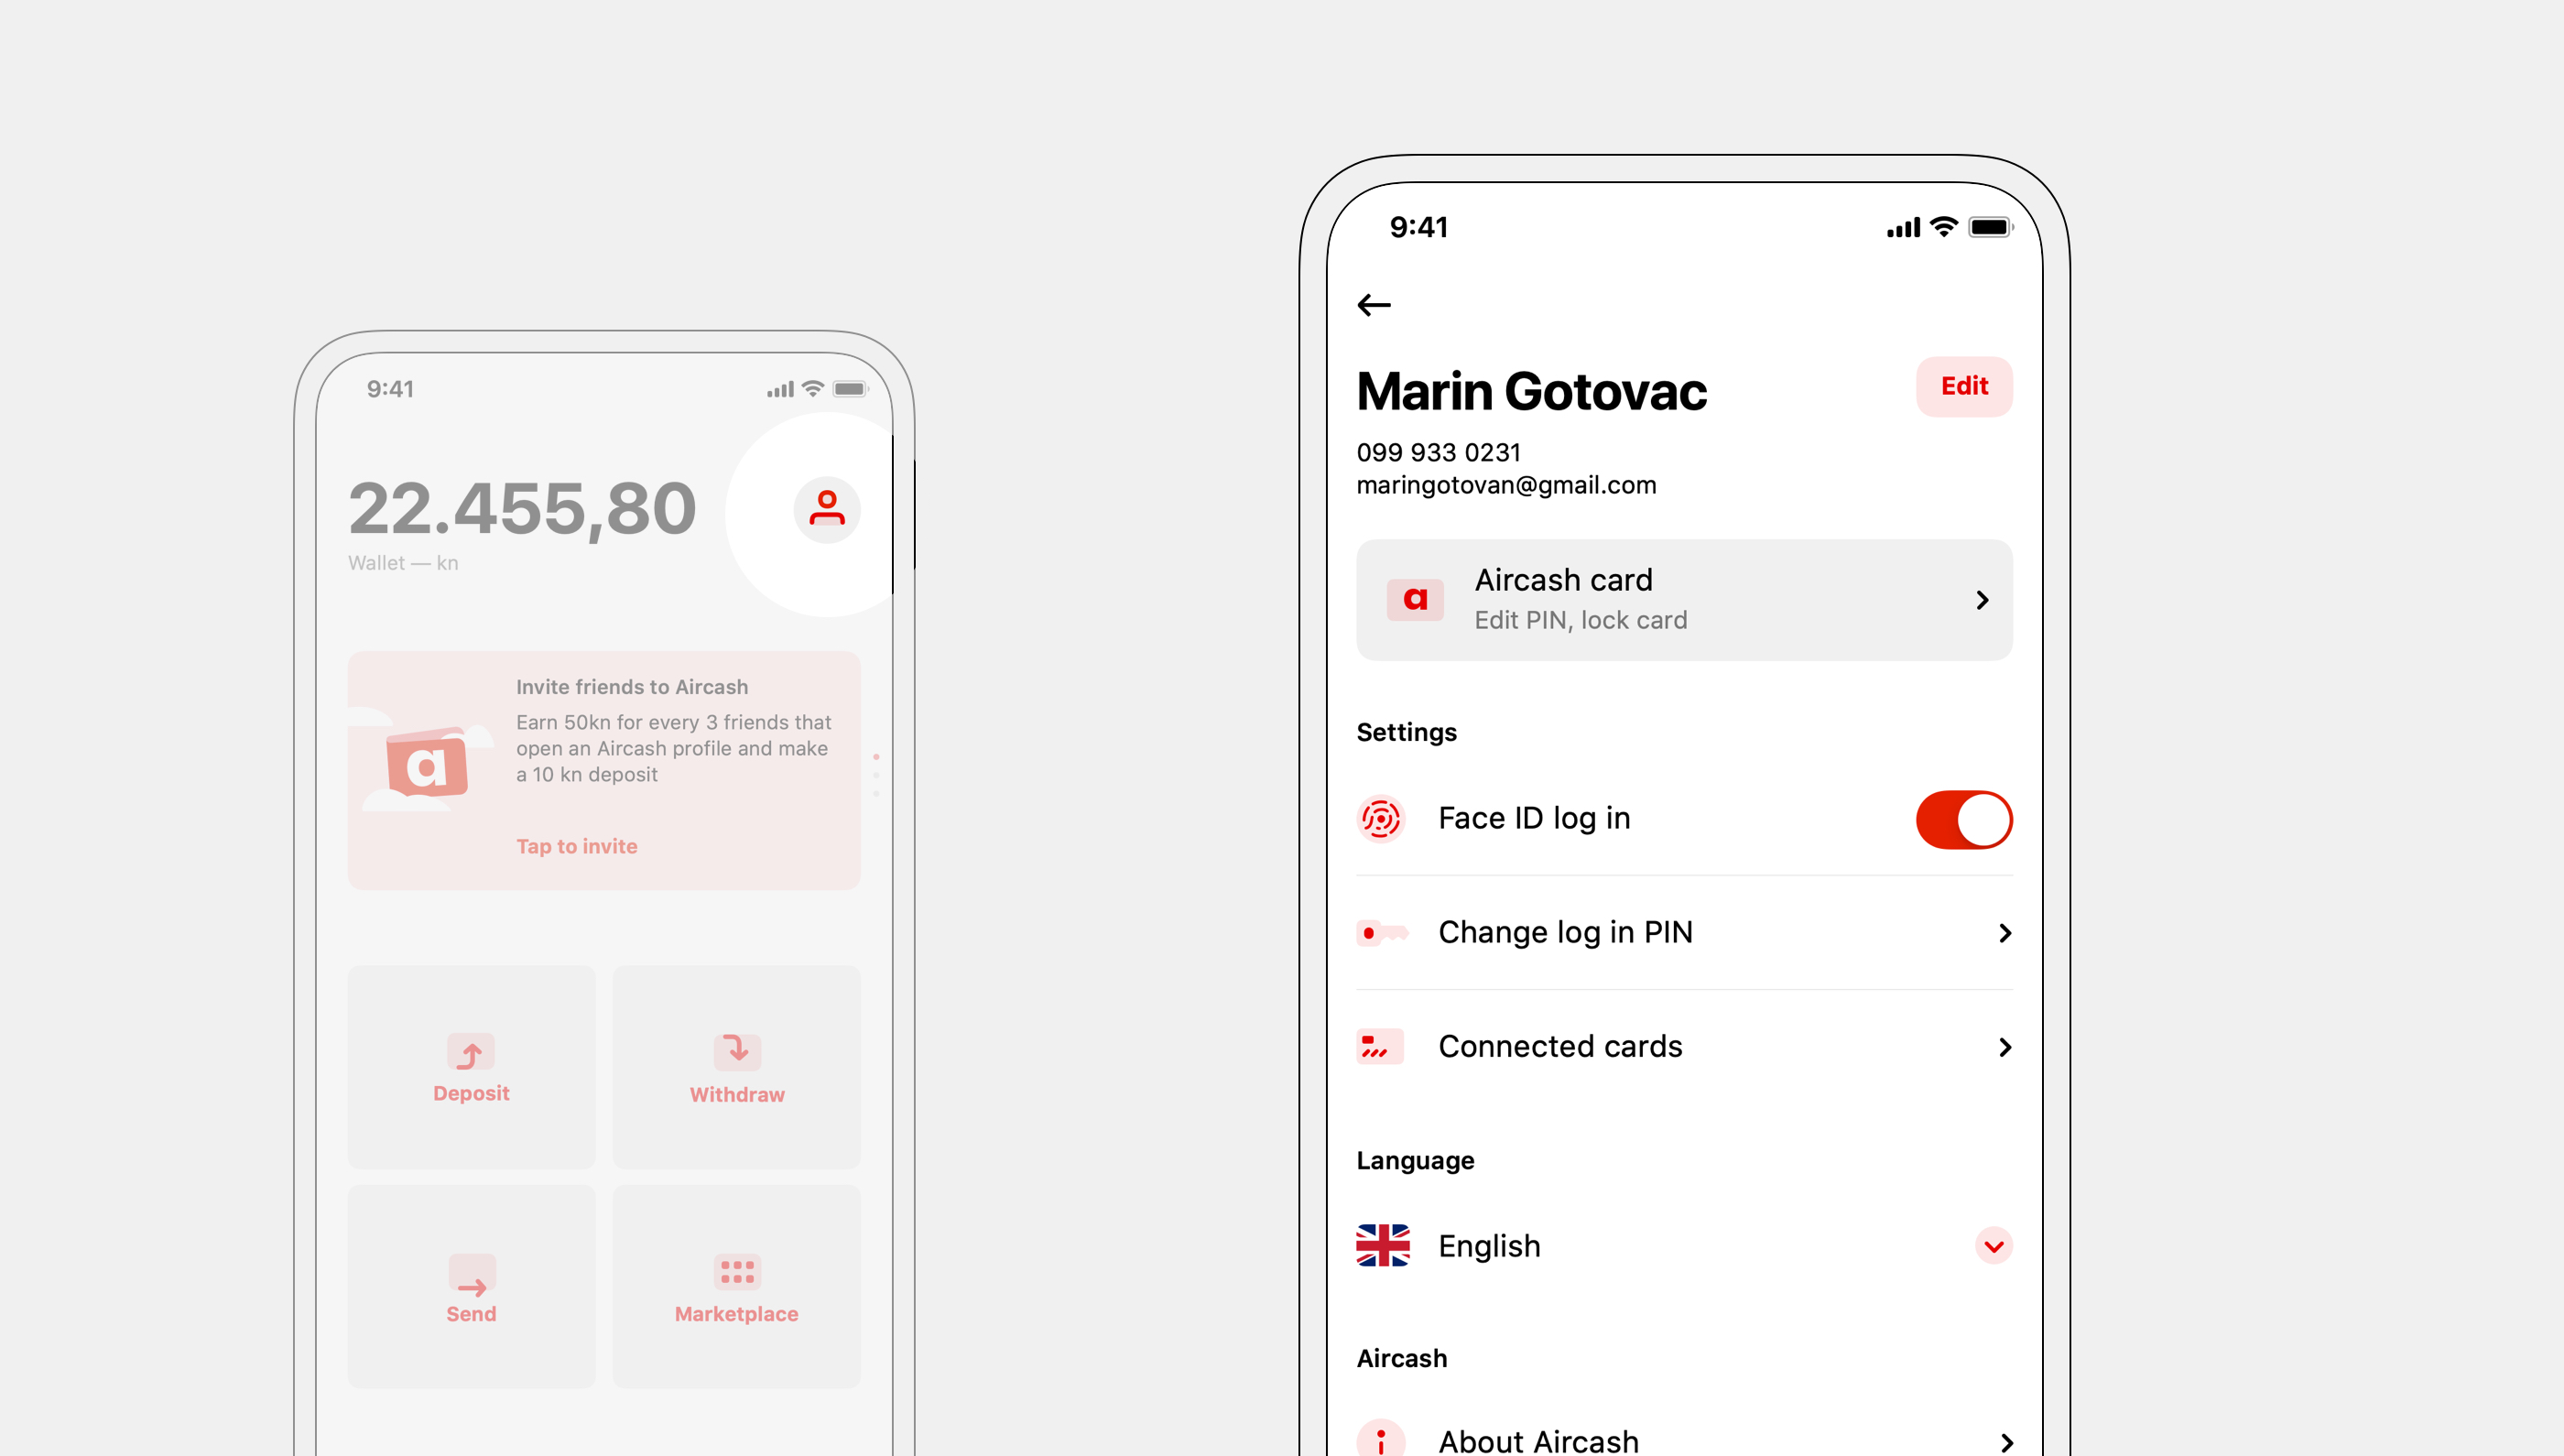 9:41
22.455,80
Wallet — kn
Invite friends to Aircash
Earn 50kn for every 3 friends that
open an Aircash profile and make
a 10 kn deposit
Tap to invite
a
Deposit
Withdraw
Send
Marketplace
9:41
Marin Gotovac
Edit
099 933 0231
maringotovan@gmail.com
a
Aircash card
Edit PIN, lock card
Settings
Face ID log in
Change log in PIN
Connected cards
Language
English
Aircash
About Aircash